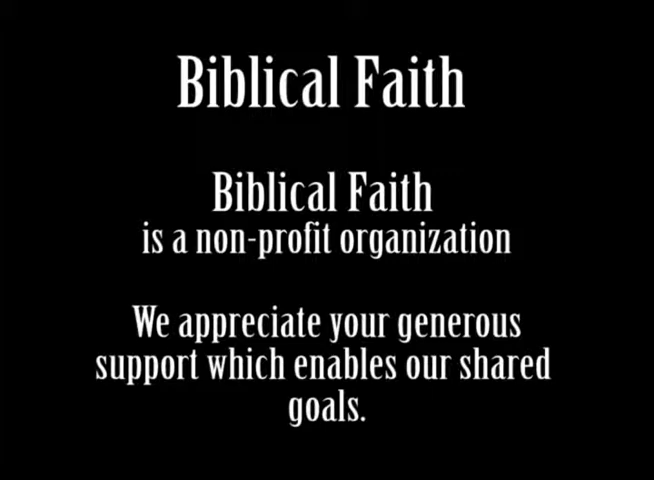 Biblical Faith
Biblical Faith
is a non-profit organization
We appreciate your generous
support which enables our shared
goals.